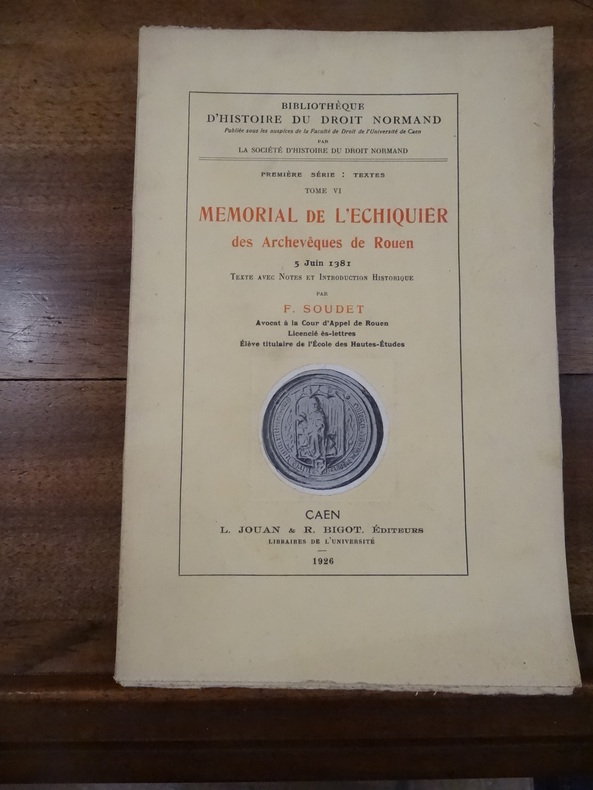 BIBLIOTHÈQUE
D'HISTOIRE DU DROIT NORMAND
Publiée sous les auspices de la Faculté de Droit de l'Université de Caen
PAR
LA SOCIÉTÉ D'HISTOIRE DU DROIT NORMAND
PREMIÈRE SÉRIE : TEXTES
TOME VI
MEMORIAL DE L'ECHIQUIER
des Archevêques de Rouen
5 Juin 1381
TEXTE AVEC NOTES ET INTRODUCTION HISTORIQUE
PAR
F. SOUDET
Avocat à la Cour d'Appel de Rouen
Licencié ès-lettres
Élève titulaire de l'École des Hautes-Études
CAEN
L. JOUAN & R. BIGOT, ÉDITEURS
LIBRAIRES DE L'UNIVERSITÉ
1926